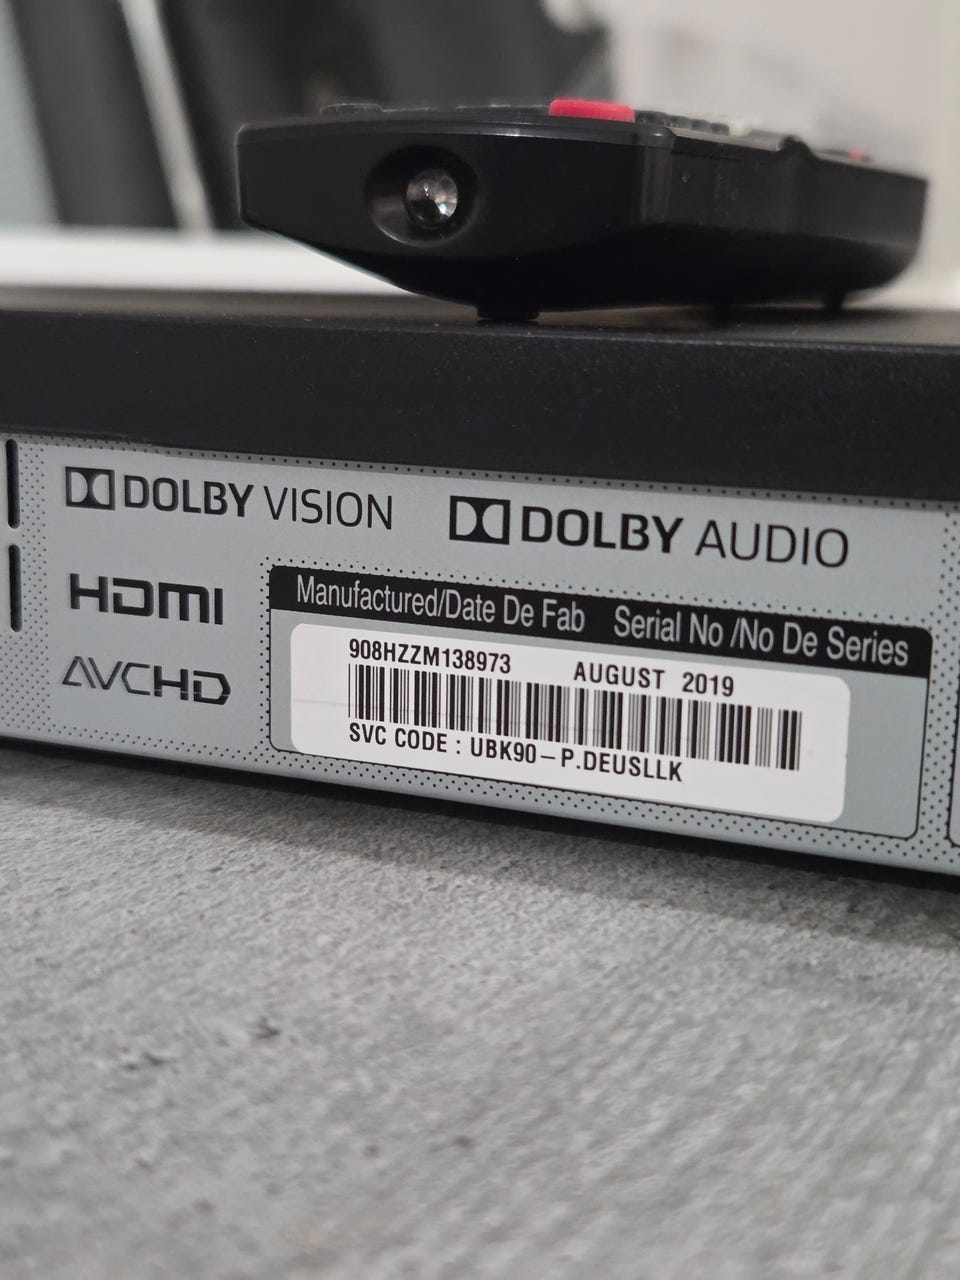 DOLBY VISION
DOLBY AUDIO
HDMI
AVCHD
Manufactured/Date De Fab
Serial No /No De Series
908HZZM138973
AUGUST 2019
SVC CODE : UBK90-P.DEUSLLK